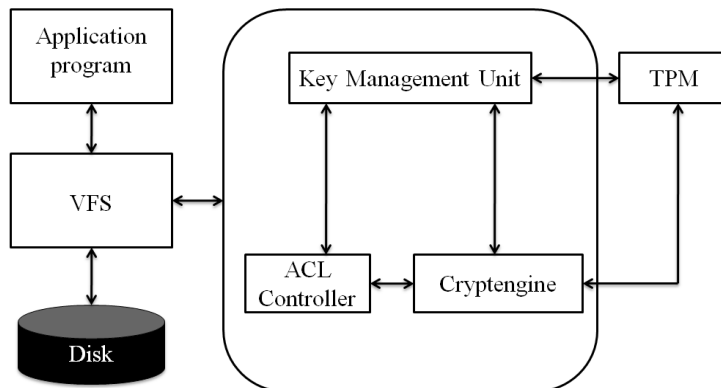 Application
program
Key Management Unit
TPM
VFS
ACL
Controller
Cryptengine
Disk